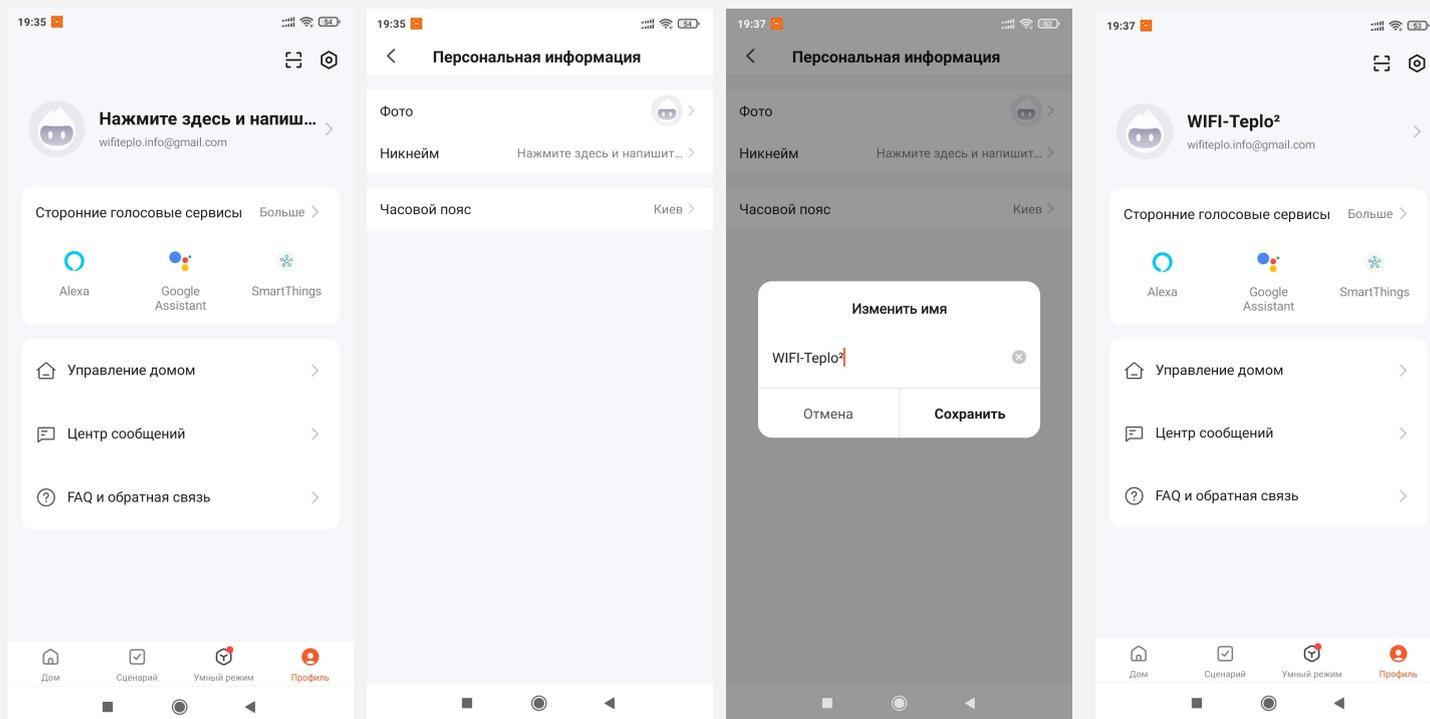 19:35
54
Нажмите здесь и напиш...
wifiteplo.info@gmail.com
Сторонние голосовые сервисы
Больше
Alexa
Google
Assistant
SmartThings
Управление домом
Центр сообщений
FAQ и обратная связь
Дом
Сценарий
Умный режим
Профиль
19:35
54
Персональная информация
Фото
Никнейм
Нажмите здесь и напишит...
Часовой пояс
Киев
19:37
53
Персональная информация
Фото
Никнейм
Нажмите здесь и напишит...
Часовой пояс
Киев
Изменить имя
WIFI-Teplo²
Отмена
Сохранить
19:37
53
WIFI-Teplo²
wifiteplo.info@gmail.com
Сторонние голосовые сервисы
Больше
Alexa
Google
Assistant
SmartThings
Управление домом
Центр сообщений
FAQ и обратная связь
Дом
Сценарий
Умный режим
Профиль